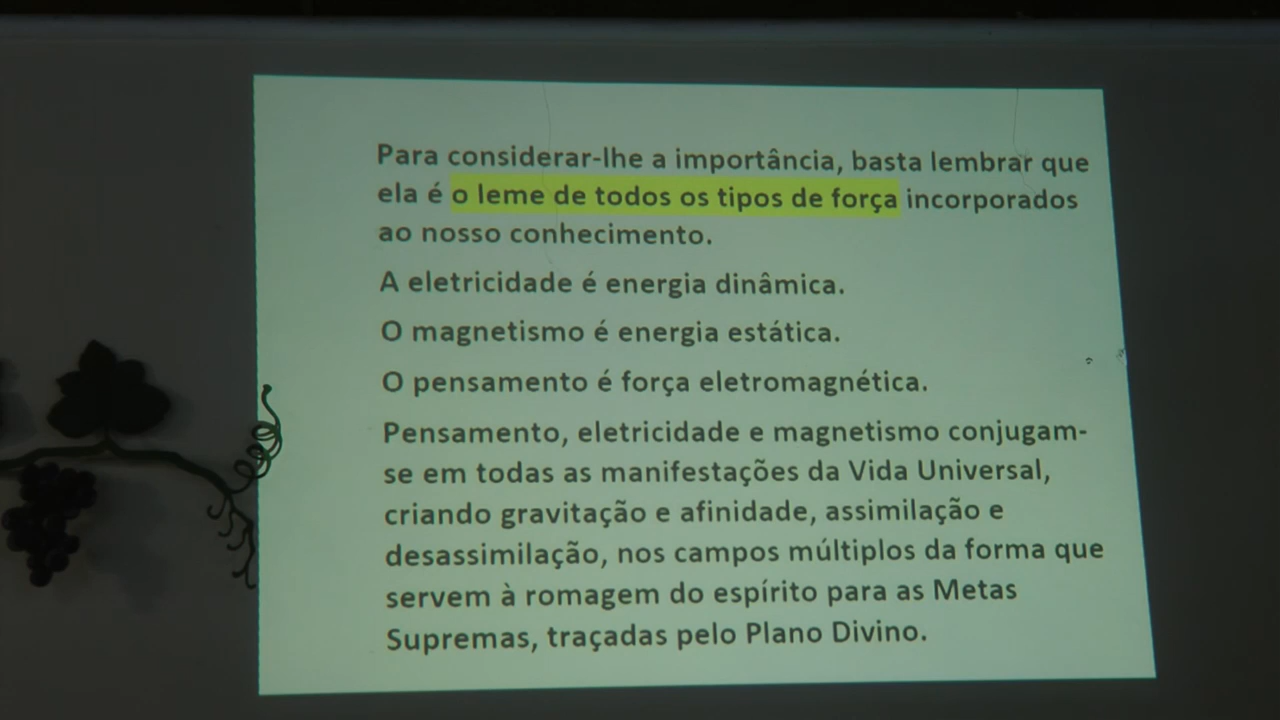 Para considerar-lhe a importância, basta lembrar que
ela é o leme de todos os tipos de força incorporados
ao nosso conhecimento.
A eletricidade é energia dinâmica.
O magnetismo é energia estática.
O pensamento é força eletromagnética.
Pensamento, eletricidade e magnetismo conjugam-
se em todas as manifestações da Vida Universal,
criando gravitação e afinidade, assimilação e
desassimilação, nos campos múltiplos da forma que
servem à romagem do espírito para as Metas
Supremas, traçadas pelo Plano Divino.